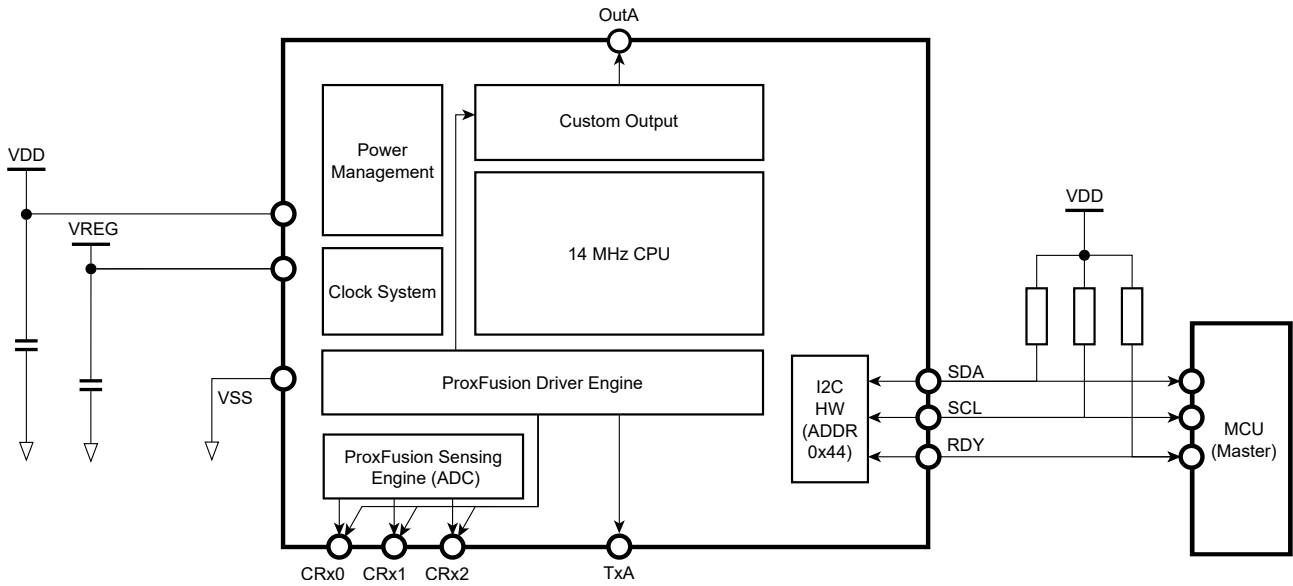 OutA
Power
Management
Custom Output
VDD
VREG
14 MHz CPU
Clock System
VDD
VSS
ProxFusion Driver Engine
I2C
HW
(ADDR
0x44)
SDA
SCL
RDY
MCU
(Master)
ProxFusion Sensing
Engine (ADC)
CRx0
CRx1
CRx2
TxA